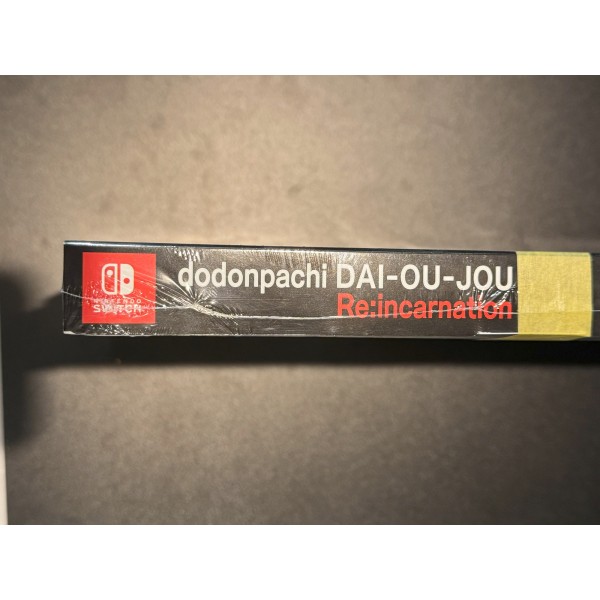 NINTENDO
SWITCH
dodonpachi DAI-OU-JOU
Re:incarnation